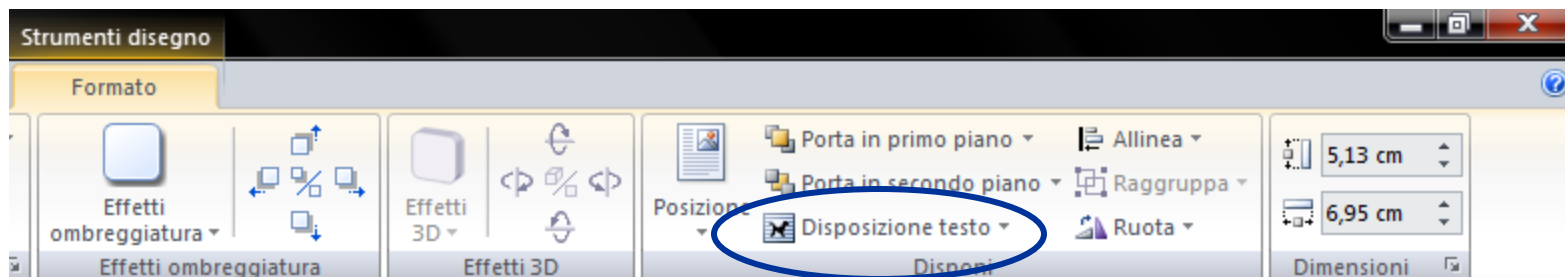 Strumenti disegno
Formato
Effetti
ombreggiatura
Effetti ombreggiatura
Effetti
3D
Effetti 3D
Posizione
Porta in primo piano
Porta in secondo piano
Disposizione testo
Allinea
Raggruppa
Ruota
Disponi
5,13 cm
6,95 cm
Dimensioni